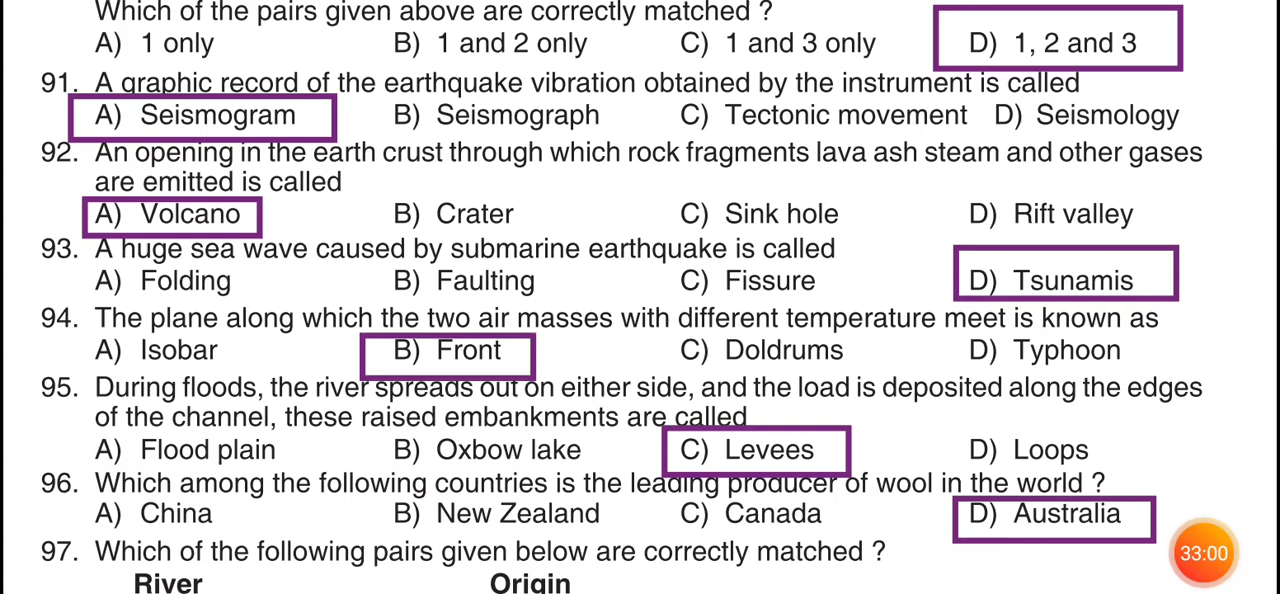 Which of the pairs given above are correctly matched ?
A) 1 only B) 1 and 2 only C) 1 and 3 only D) 1, 2 and 3
91. A graphic record of the earthquake vibration obtained by the instrument is called
A) Seismogram B) Seismograph C) Tectonic movement D) Seismology
92. An opening in the earth crust through which rock fragments lava ash steam and other gases
are emitted is called
A) Volcano B) Crater C) Sink hole D) Rift valley
93. A huge sea wave caused by submarine earthquake is called
A) Folding B) Faulting C) Fissure D) Tsunamis
94. The plane along which the two air masses with different temperature meet is known as
A) Isobar B) Front C) Doldrums D) Typhoon
95. During floods, the river spreads out on either side, and the load is deposited along the edges
of the channel, these raised embankments are called
A) Flood plain B) Oxbow lake C) Levees D) Loops
96. Which among the following countries is the leading producer of wool in the world ?
A) China B) New Zealand C) Canada D) Australia
97. Which of the following pairs given below are correctly matched ?
33:00
River Origin